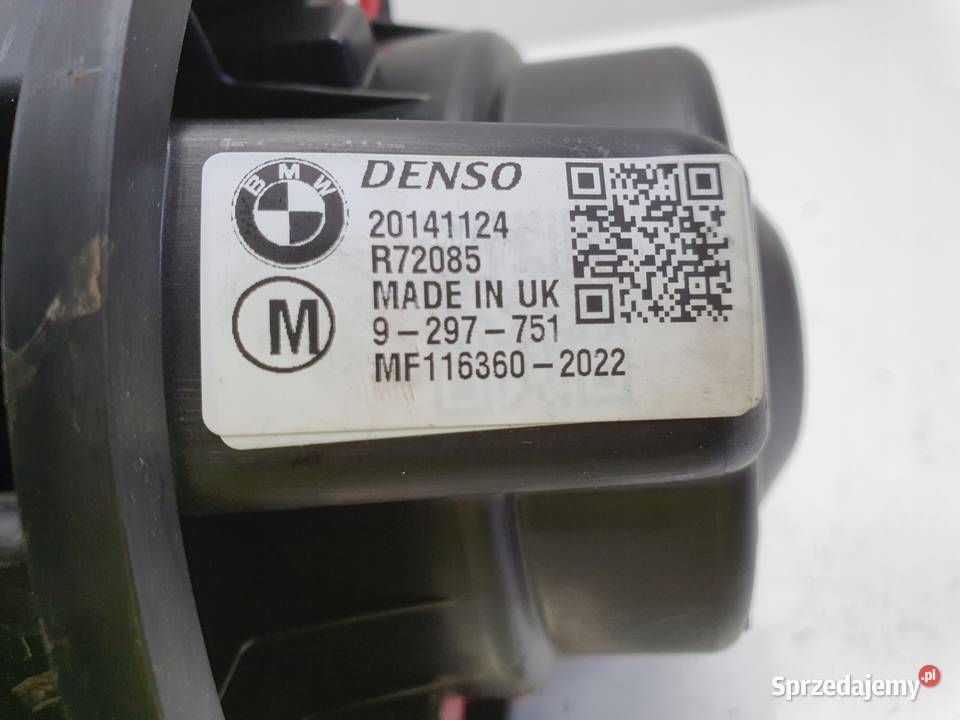 BMW
DENSO
20141124
R72085
MADE IN UK
M
9-297-751
MF116360-2022
Sprzedajemy.pl